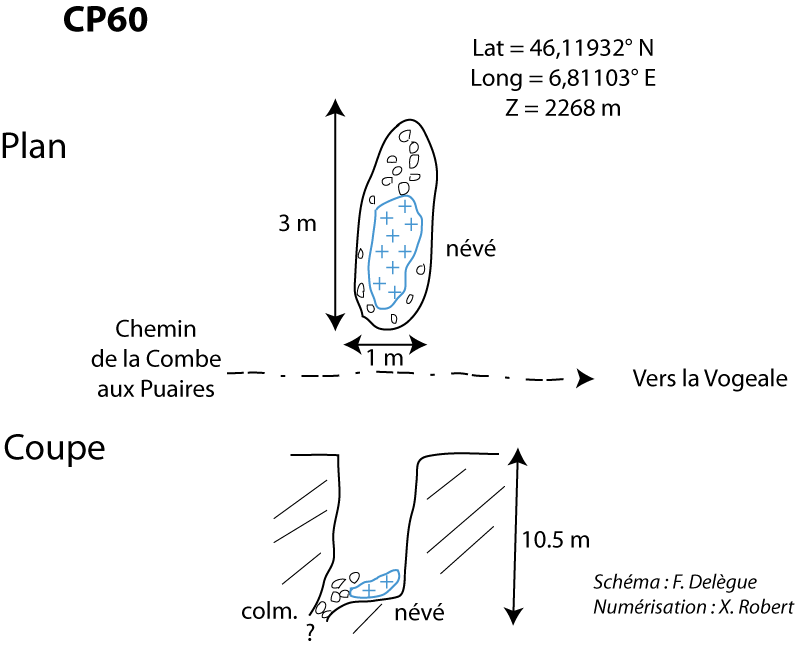 CP60
Lat = 46,11932° N
Long = 6,81103° E
Z = 2268 m
Plan
3 m
névé
1 m
Chemin
de la Combe
aux Puaires
Vers la Vogeale
Coupe
10.5 m
colm.
?
névé
Schéma : F. Delègue
Numérisation : X. Robert